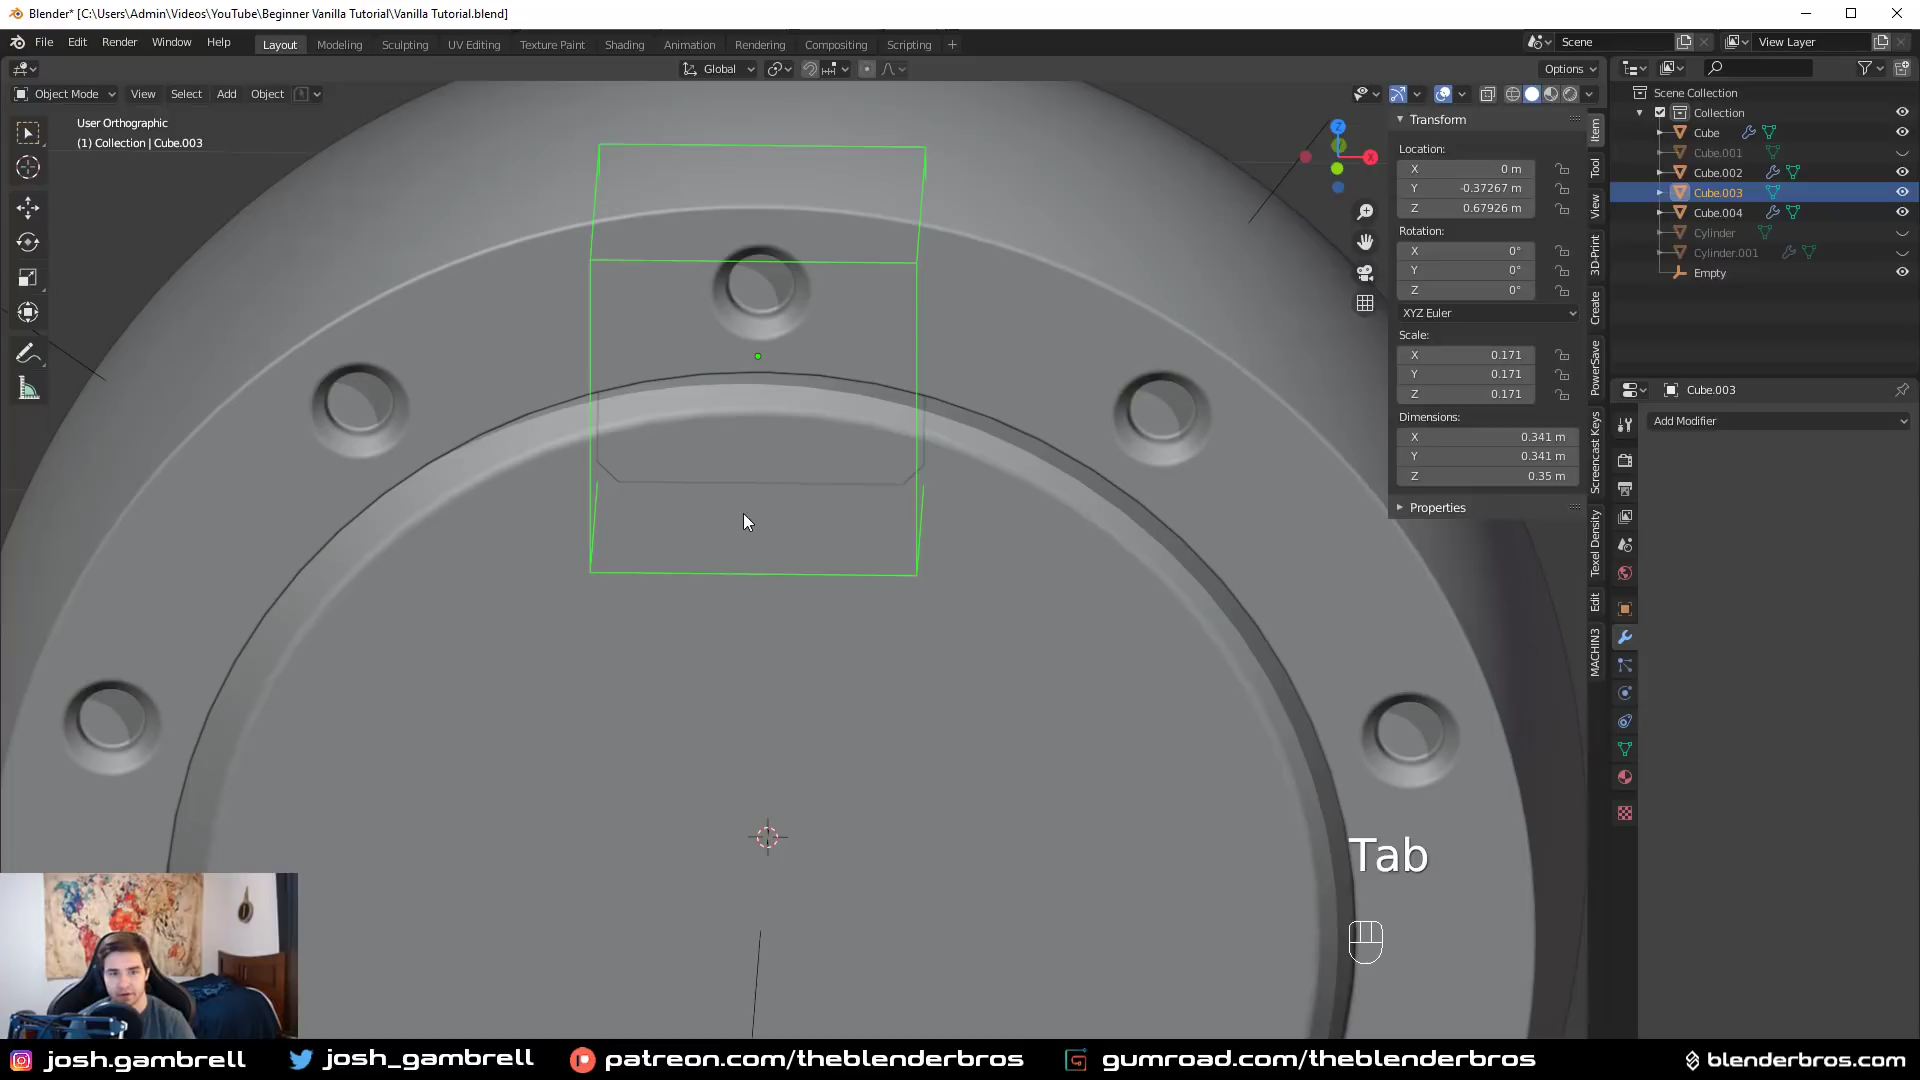 Blender* [C:\Users\Admin\Videos\YouTube\Beginner Vanilla Tutorial\Vanilla Tutorial.blend]
File Edit Render Window Help
Layout Modeling Sculpting UV Editing Texture Paint Shading Animation Rendering Compositing Scripting +
Scene
View Layer
Global
Options
Object Mode View Select Add Object
User Orthographic
(1) Collection | Cube.003
Z
X
Transform
Location:
X 0 m
Y -0.37267 m
Z 0.67926 m
Rotation:
X 0°
Y 0°
Z 0°
XYZ Euler
Scale:
X 0.171
Y 0.171
Z 0.171
Dimensions:
X 0.341 m
Y 0.341 m
Z 0.35 m
Properties
Item
Tool
View
3D-Print
Create
PowerSave
Screencast Keys
Texel Density
Edit
MACHIN3
Scene Collection
Collection
Cube
Cube.001
Cube.002
Cube.003
Cube.004
Cylinder
Cylinder.001
Empty
Cube.003
Add Modifier
Tab
josh.gambrell
josh_gambrell
patreon.com/theblenderbros
gumroad.com/theblenderbros
blenderbros.com